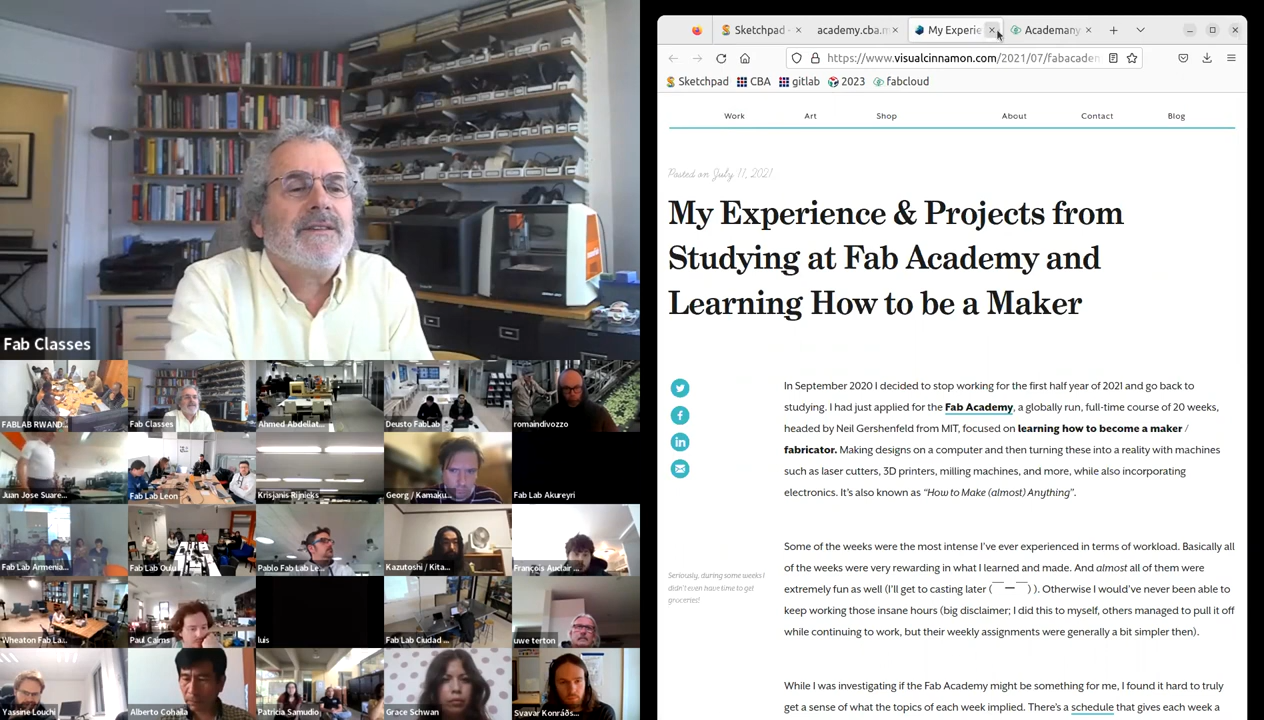 Fab Classes
FABLAB RWAND...
Fab Classes
Ahmed Abdellat...
Deusto FabLab
romaindivozzo
Juan Jose Suare...
Fab Lab Leon
Krisjanis Rijnieks
Georg / Kamaku...
Fab Lab Akureyri
Fab Lab Armenia...
Fab Lab Oulu
Pablo Fab Lab Le...
Kazutoshi / Kita...
François Auclair ...
Wheaton Fab La...
Paul Cairns
luis
Fab Lab Ciudad ...
uwe terton
Yassine Louchi
Alberto Cohaila
Patricia Samudio
Grace Schwan
Svavar Konráðs...
Sketchpad
academy.cba.m
My Experie
Academany
https://www.visualcinnamon.com/2021/07/fabacadem
Sketchpad
CBA
gitlab
2023
fabcloud
Work
Art
Shop
About
Contact
Blog
Posted on July 11, 2021
My Experience & Projects from
Studying at Fab Academy and
Learning How to be a Maker
In September 2020 I decided to stop working for the first half year of 2021 and go back to
studying. I had just applied for the Fab Academy, a globally run, full-time course of 20 weeks,
headed by Neil Gershenfeld from MIT, focused on learning how to become a maker /
fabricator. Making designs on a computer and then turning these into a reality with machines
such as laser cutters, 3D printers, milling machines, and more, while also incorporating
electronics. It's also known as "How to Make (almost) Anything".
Some of the weeks were the most intense I've ever experienced in terms of workload. Basically all
of the weeks were very rewarding in what I learned and made. And almost all of them were
extremely fun as well (I'll get to casting later (￣ー￣) ). Otherwise I would've never been able to
keep working those insane hours (big disclaimer; I did this to myself, others managed to pull it off
while continuing to work, but their weekly assignments were generally a bit simpler then).
Seriously, during some weeks I
didn't even have time to get
groceries!
While I was investigating if the Fab Academy might be something for me, I found it hard to truly
get a sense of what the topics of each week implied. There's a schedule that gives each week a